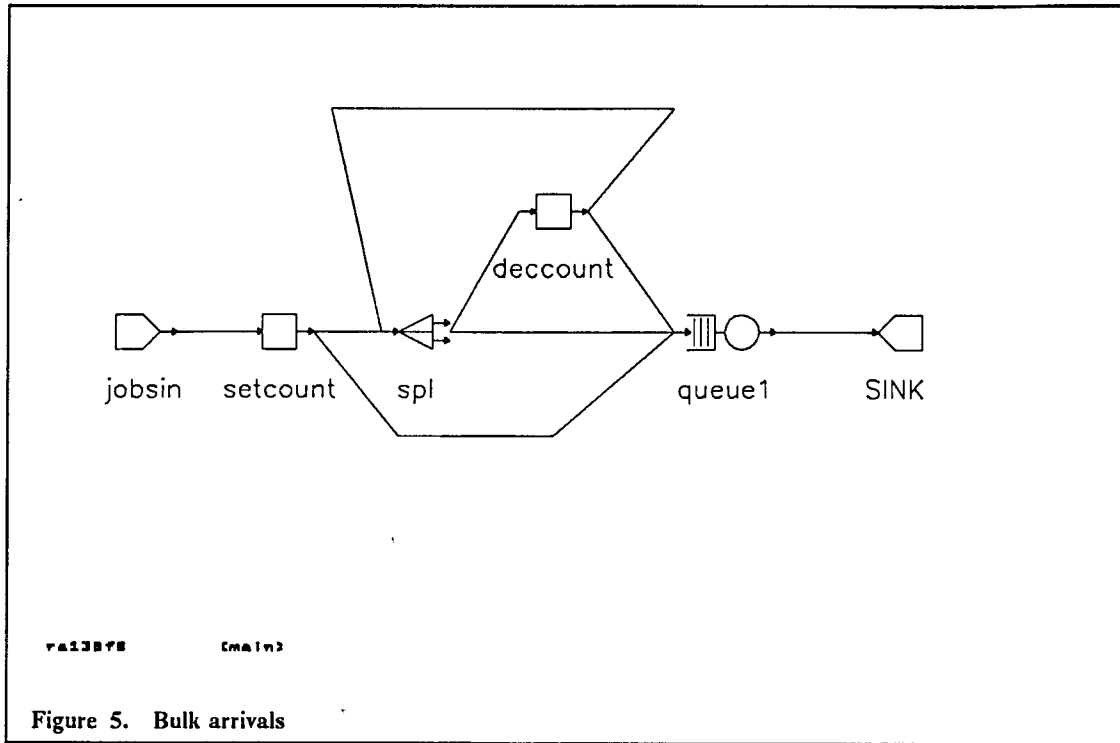 deccount
jobsin setcount spl queue1 SINK
(main)
Figure 5. Bulk arrivals